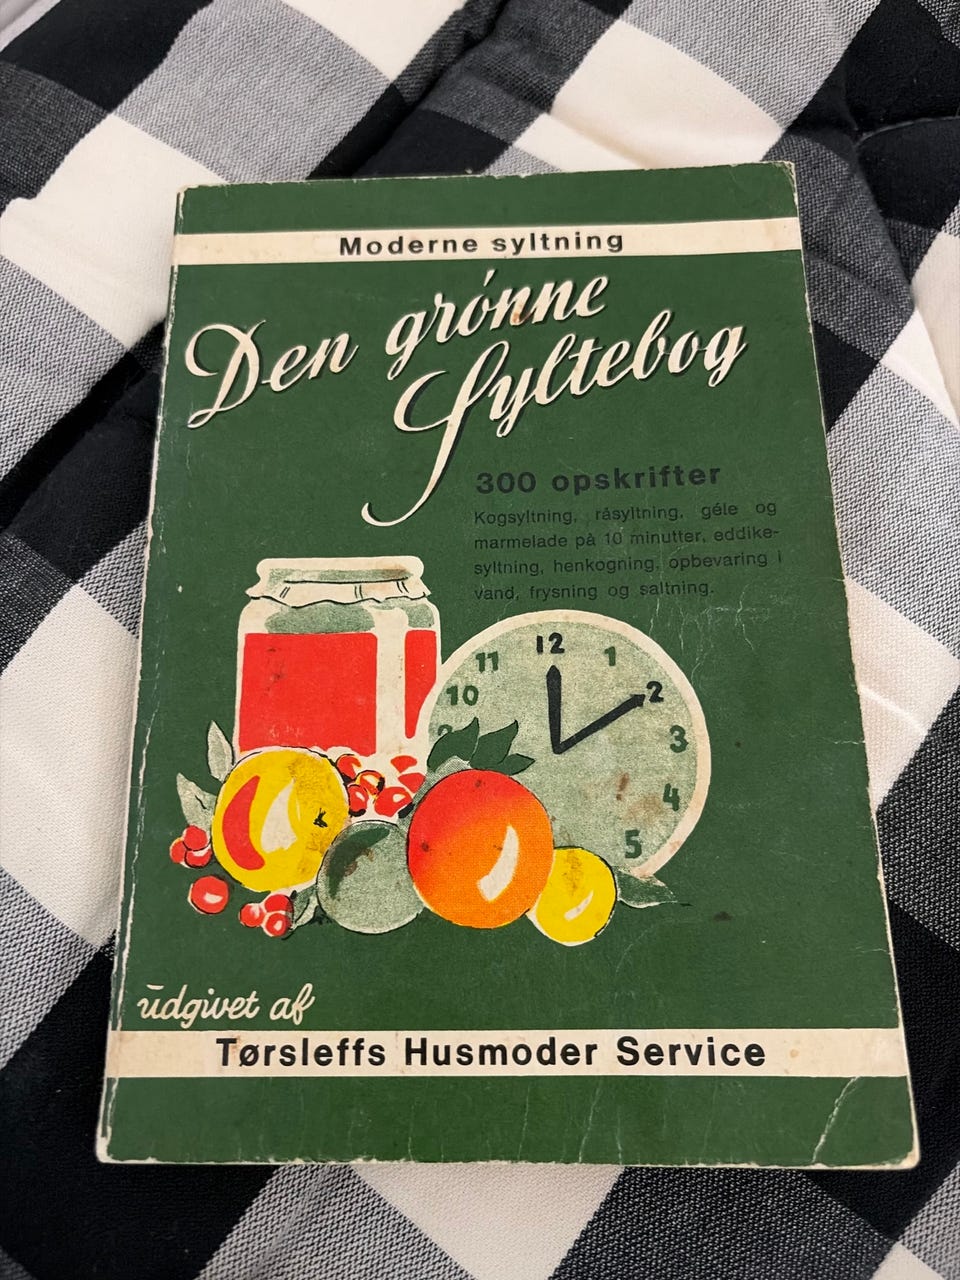 Moderne syltning
Den grønne
Syltebog
300 opskrifter
Kogsyltning, råsyltning, géle og
marmelade på 10 minutter, eddike-
syltning, henkogning, opbevaring i
vand, frysning og saltning.
12
11
1
10
2
9
3
4
5
udgivet af
Tørsleffs Husmoder Service